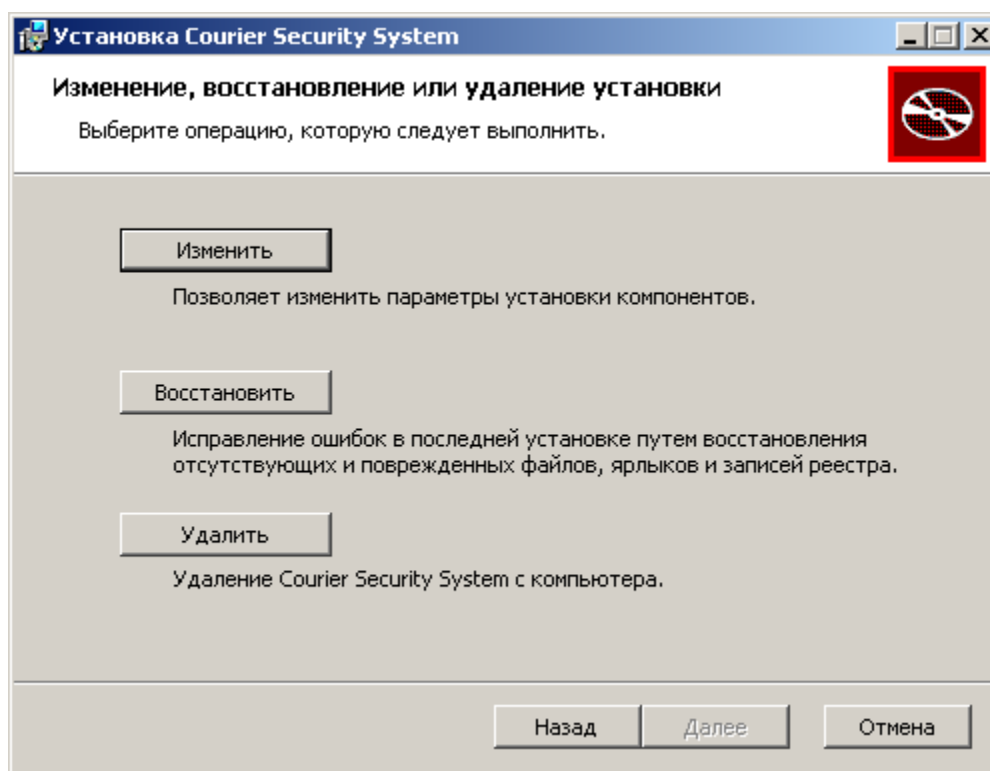 Установка Courier Security System
Изменение, восстановление или удаление установки
Выберите операцию, которую следует выполнить.
Изменить
Позволяет изменить параметры установки компонентов.
Восстановить
Исправление ошибок в последней установке путем восстановления
отсутствующих и поврежденных файлов, ярлыков и записей реестра.
Удалить
Удаление Courier Security System с компьютера.
Назад Далее Отмена